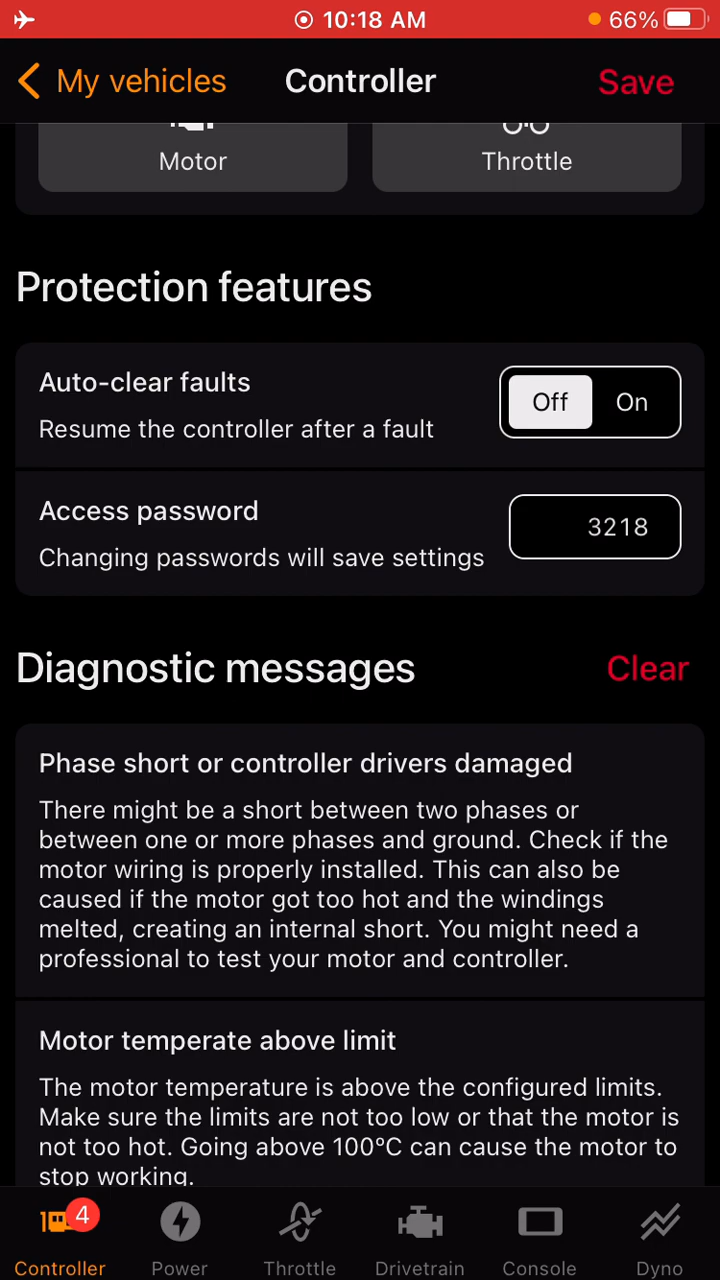 10:18 AM
66%
My vehicles
Controller
Save
Motor
Throttle
Protection features
Auto-clear faults
Off
On
Resume the controller after a fault
Access password
3218
Changing passwords will save settings
Diagnostic messages
Clear
Phase short or controller drivers damaged
There might be a short between two phases or
between one or more phases and ground. Check if the
motor wiring is properly installed. This can also be
caused if the motor got too hot and the windings
melted, creating an internal short. You might need a
professional to test your motor and controller.
Motor temperate above limit
The motor temperature is above the configured limits.
Make sure the limits are not too low or that the motor is
not too hot. Going above 100°C can cause the motor to
stop working.
4
Controller
Power
Throttle
Drivetrain
Console
Dyno